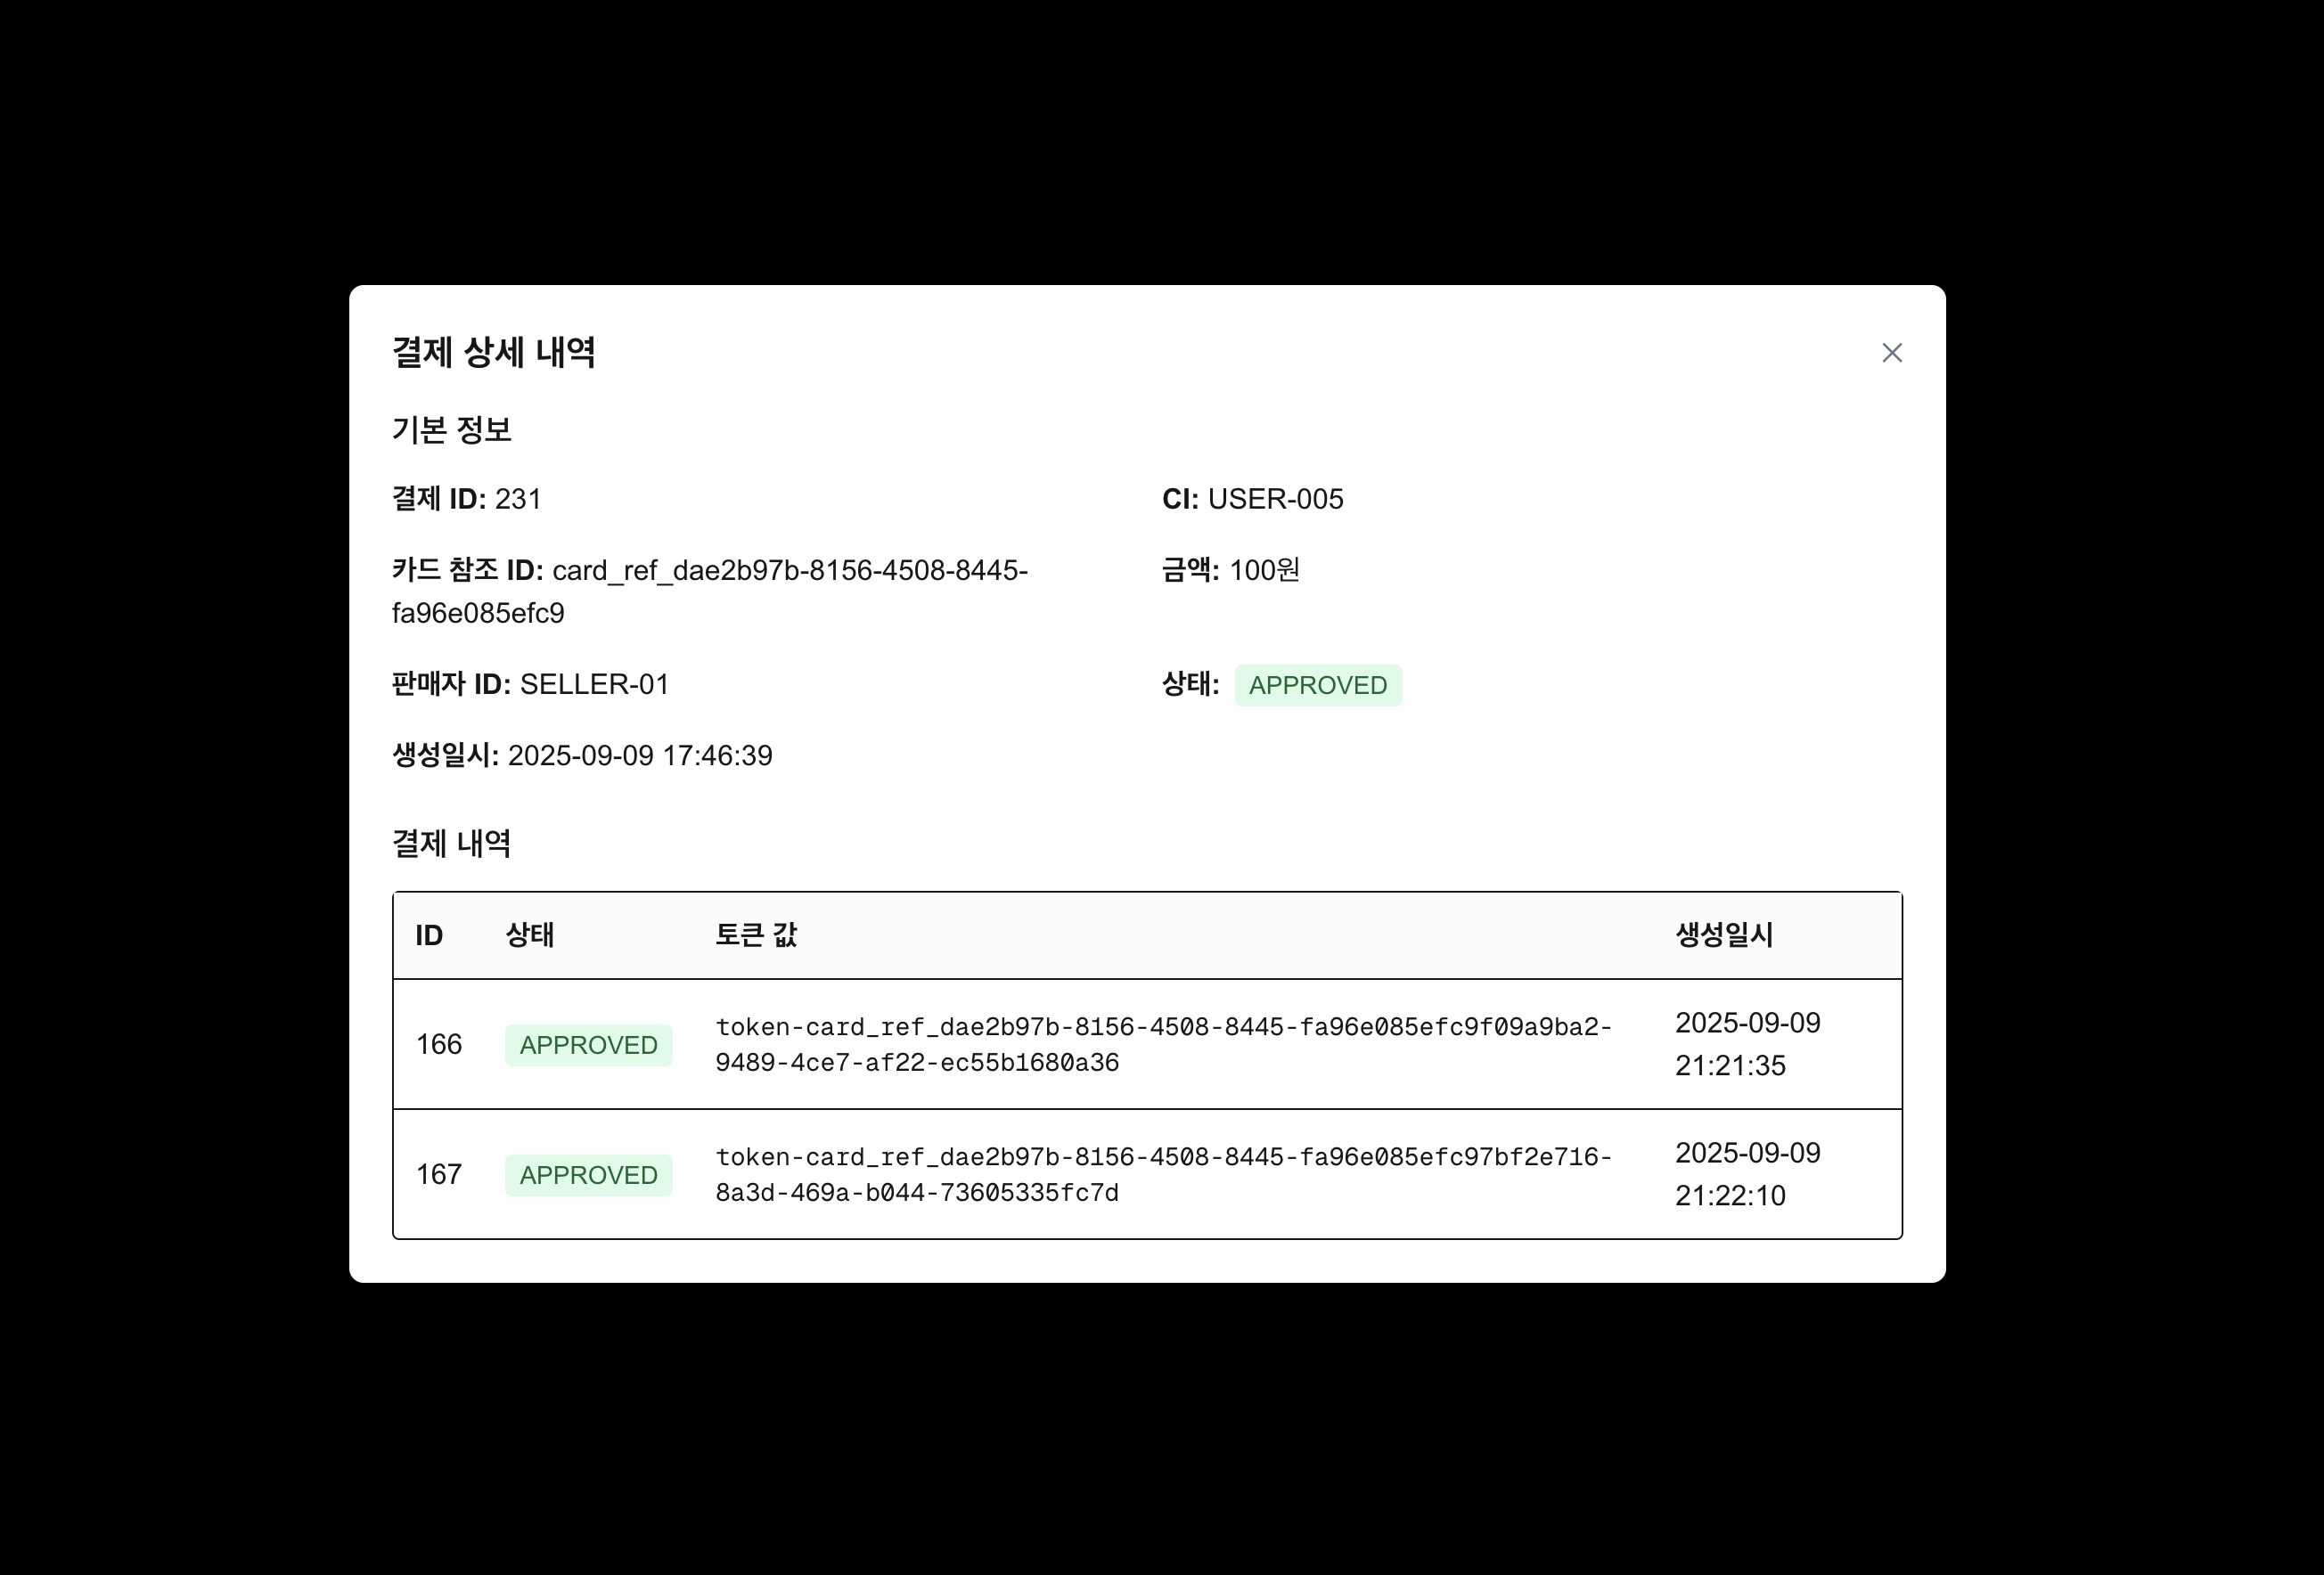 결제 상세 내역
기본 정보
결제 ID: 231
CI: USER-005
카드 참조 ID: card_ref_dae2b97b-8156-4508-8445-
fa96e085efc9
금액: 100원
판매자 ID: SELLER-01
상태: APPROVED
생성일시: 2025-09-09 17:46:39
결제 내역
ID 상태 토큰 값 생성일시
166 APPROVED token-card_ref_dae2b97b-8156-4508-8445-fa96e085efc9f09a9ba2- 2025-09-09
9489-4ce7-af22-ec55b1680a36 21:21:35
167 APPROVED token-card_ref_dae2b97b-8156-4508-8445-fa96e085efc97bf2e716- 2025-09-09
8a3d-469a-b044-73605335fc7d 21:22:10